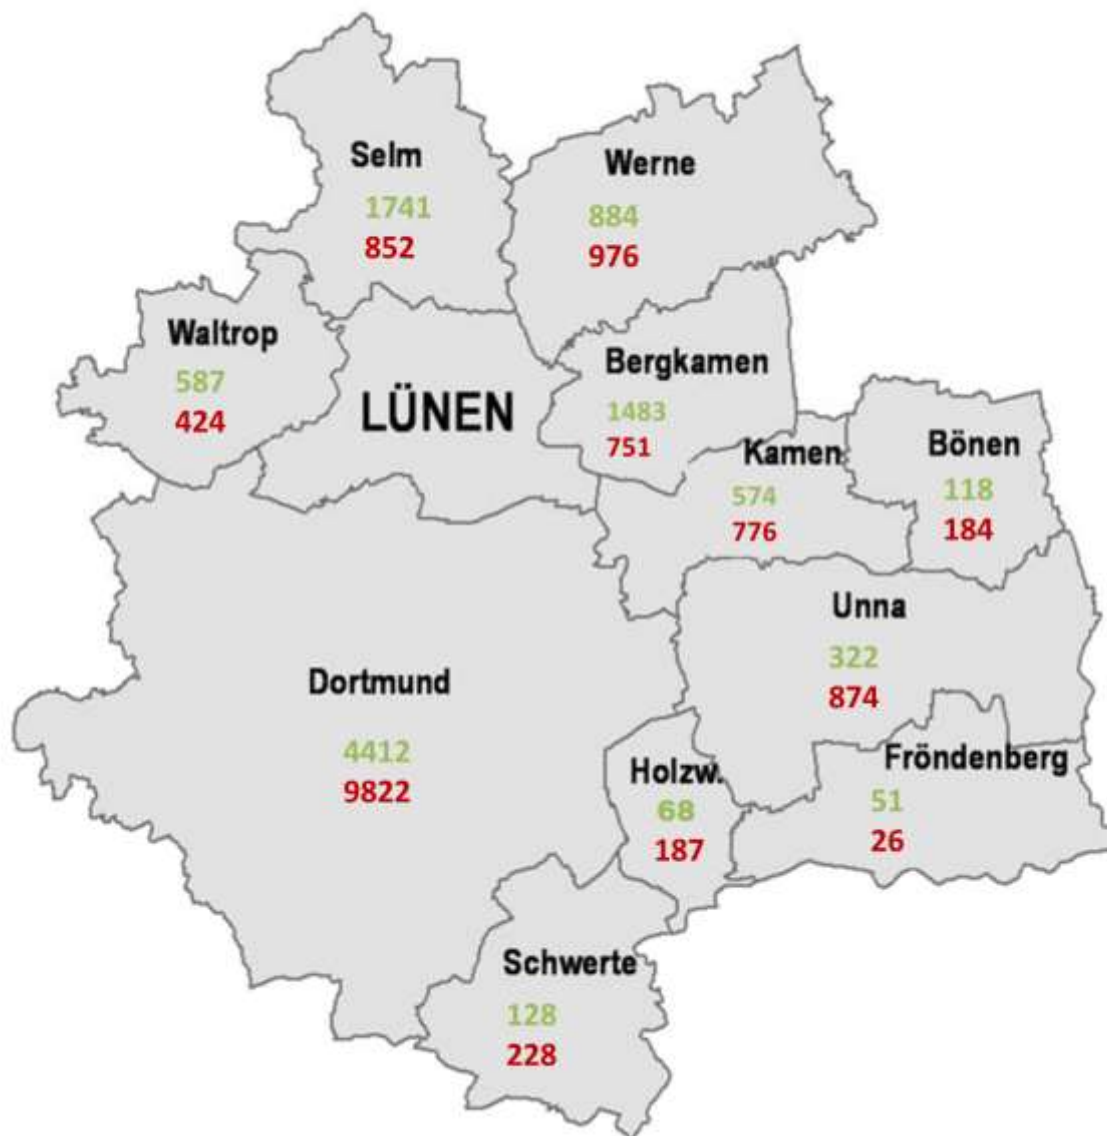 Selm
1741
852
Werne
884
976
Waltrop
587
424
LÜNEN
Bergkamen
1483
751
Kamen
574
776
Bönen
118
184
Unna
322
874
Dortmund
4412
9822
Holzw.
68
187
Fröndenberg
51
26
Schwerte
128
228